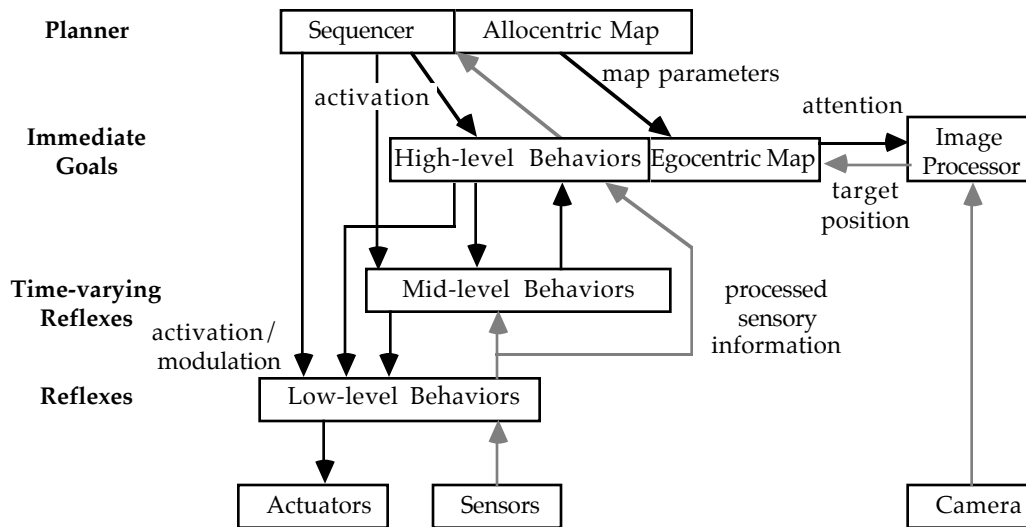 Planner
Sequencer
Allocentric Map
activation
map parameters
attention
Immediate
Goals
High-level Behaviors
Egocentric Map
Image
Processor
target
position
Time-varying
Reflexes
Mid-level Behaviors
processed
sensory
information
activation/
modulation
Reflexes
Low-level Behaviors
Actuators
Sensors
Camera